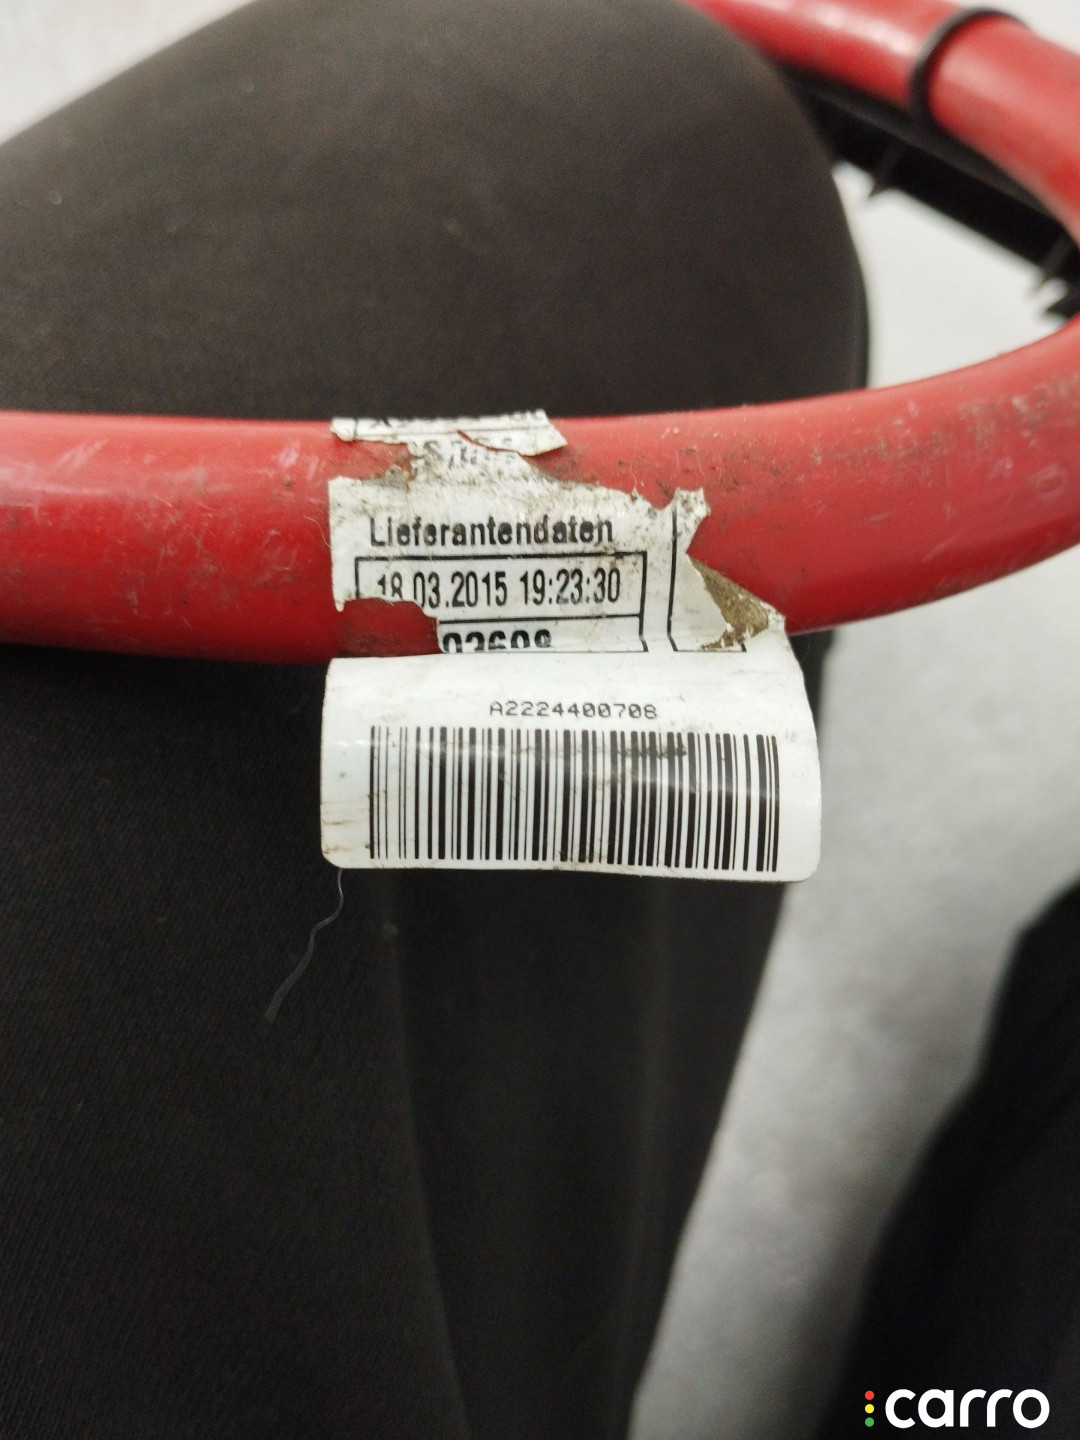 Lieferantendaten
18.03.2015 19:23:30
A2224400708
carro